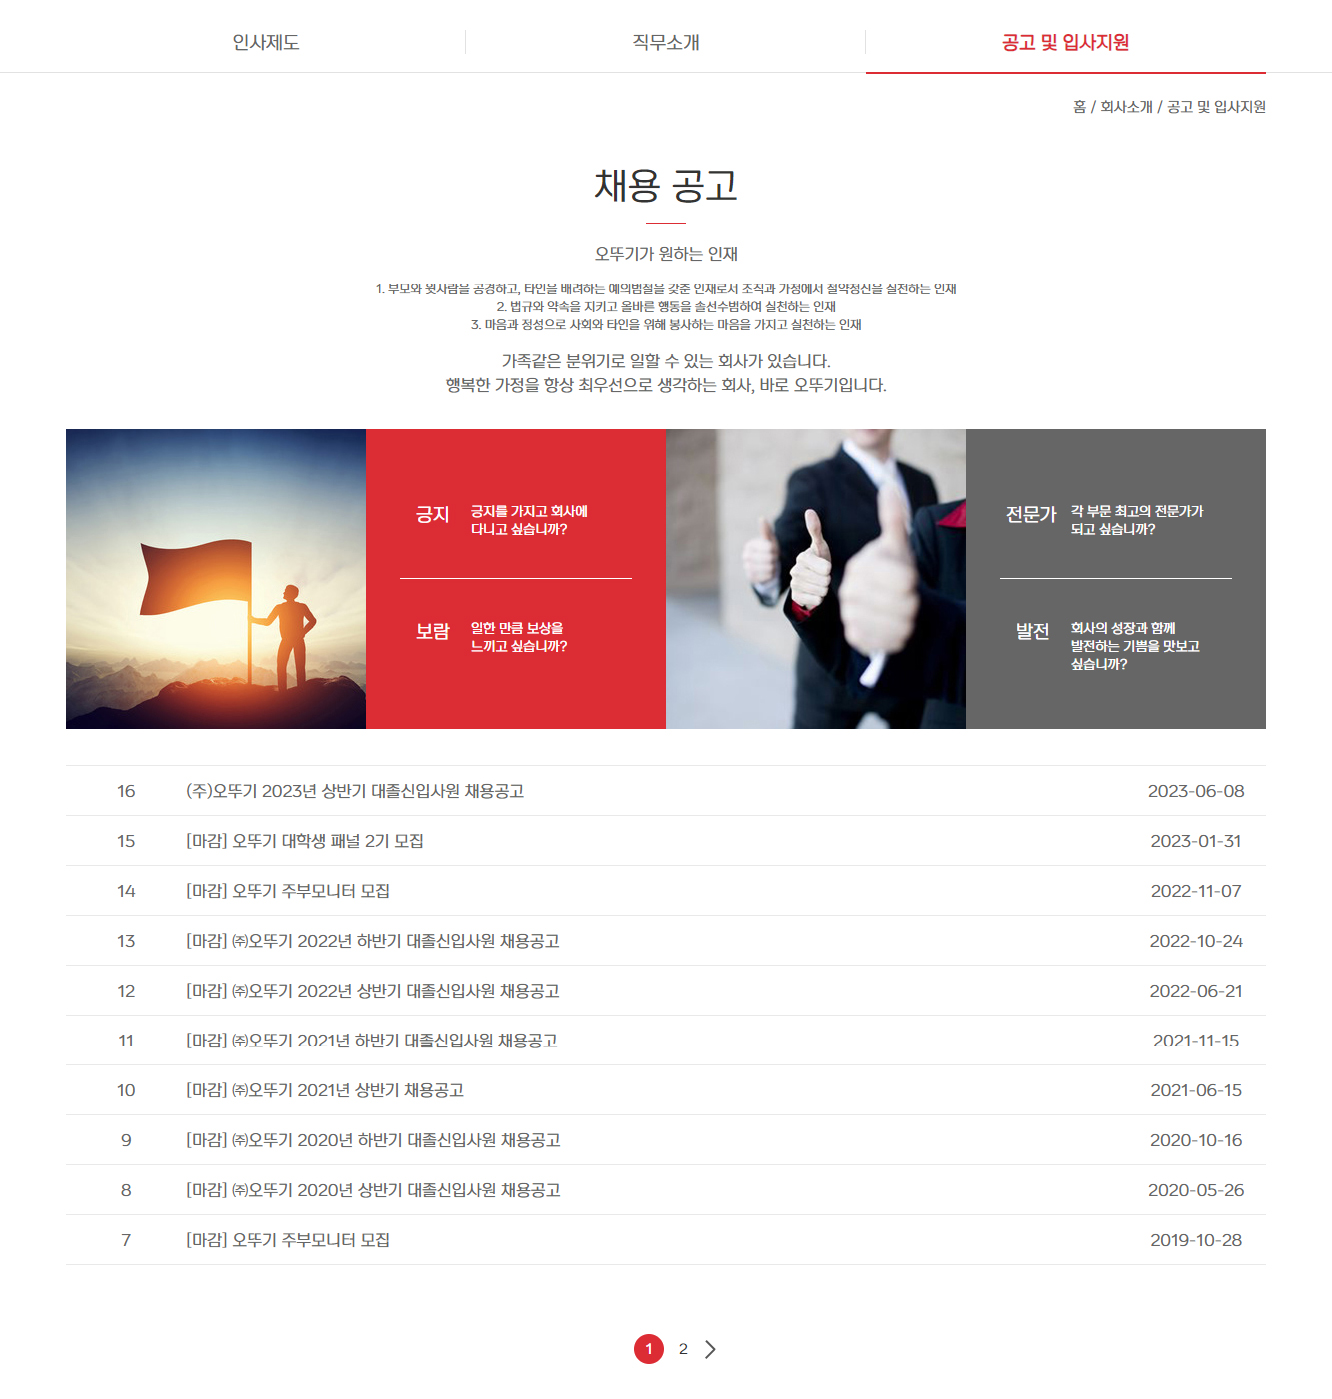 인사제도
직무소개
공고 및 입사지원
홈 / 회사소개 / 공고 및 입사지원
채용 공고
오뚜기가 원하는 인재
1. 부모와 윗사람을 공경하고, 타인을 배려하는 예의범절을 갖춘 인재로서 조직과 가정에서 절약정신을 실천하는 인재
2. 법규와 약속을 지키고 올바른 행동을 솔선수범하여 실천하는 인재
3. 마음과 정성으로 사회와 타인을 위해 봉사하는 마음을 가지고 실천하는 인재
가족같은 분위기로 일할 수 있는 회사가 있습니다.
행복한 가정을 항상 최우선으로 생각하는 회사, 바로 오뚜기입니다.
긍지
긍지를 가지고 회사에
다니고 싶습니까?
보람
일한 만큼 보상을
느끼고 싶습니까?
전문가
각 부문 최고의 전문가가
되고 싶습니까?
발전
회사의 성장과 함께
발전하는 기쁨을 맛보고
싶습니까?
16 (주)오뚜기 2023년 상반기 대졸신입사원 채용공고 2023-06-08
15 [마감] 오뚜기 대학생 패널 2기 모집 2023-01-31
14 [마감] 오뚜기 주부모니터 모집 2022-11-07
13 [마감] ㈜오뚜기 2022년 하반기 대졸신입사원 채용공고 2022-10-24
12 [마감] ㈜오뚜기 2022년 상반기 대졸신입사원 채용공고 2022-06-21
11 [마감] ㈜오뚜기 2021년 하반기 대졸신입사원 채용공고 2021-11-15
10 [마감] ㈜오뚜기 2021년 상반기 채용공고 2021-06-15
9 [마감] ㈜오뚜기 2020년 하반기 대졸신입사원 채용공고 2020-10-16
8 [마감] ㈜오뚜기 2020년 상반기 대졸신입사원 채용공고 2020-05-26
7 [마감] 오뚜기 주부모니터 모집 2019-10-28
1 2